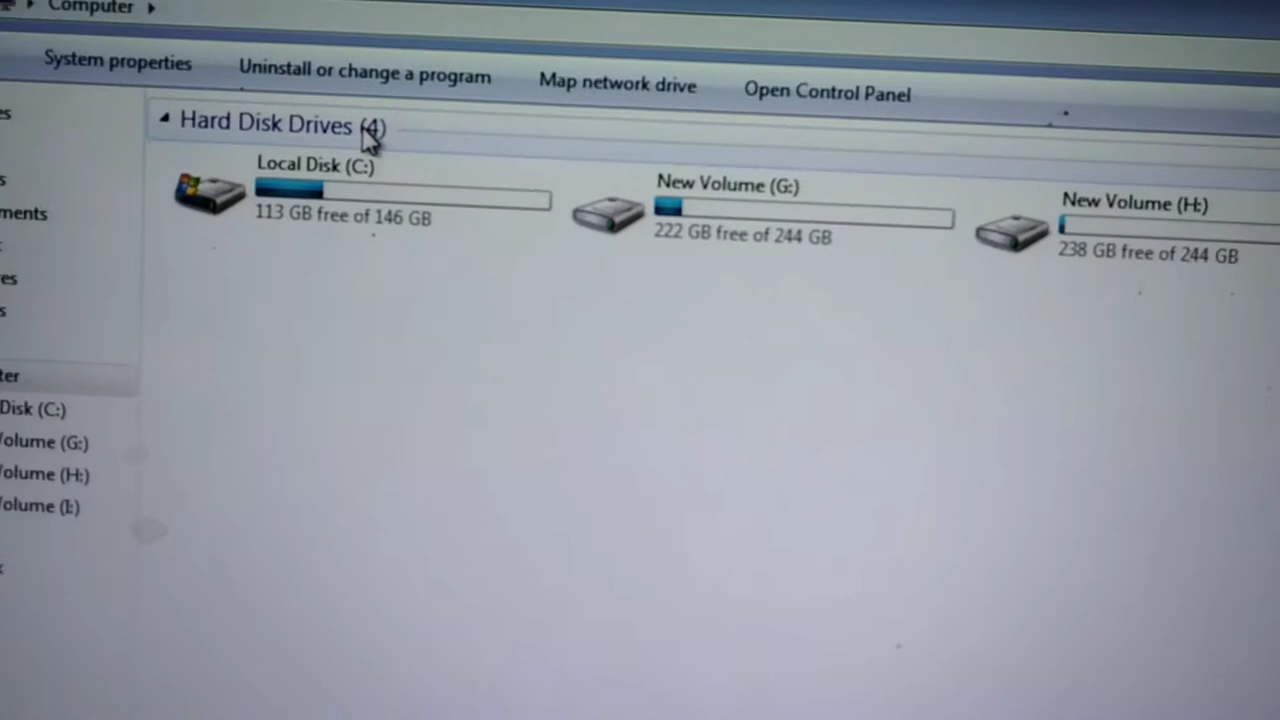 Computer
System properties Uninstall or change a program Map network drive Open Control Panel
Hard Disk Drives (4)
Local Disk (C:)
113 GB free of 146 GB
New Volume (G:)
222 GB free of 244 GB
New Volume (H:)
238 GB free of 244 GB
Disk (C:)
olume (G:)
olume (H:)
olume (I:)